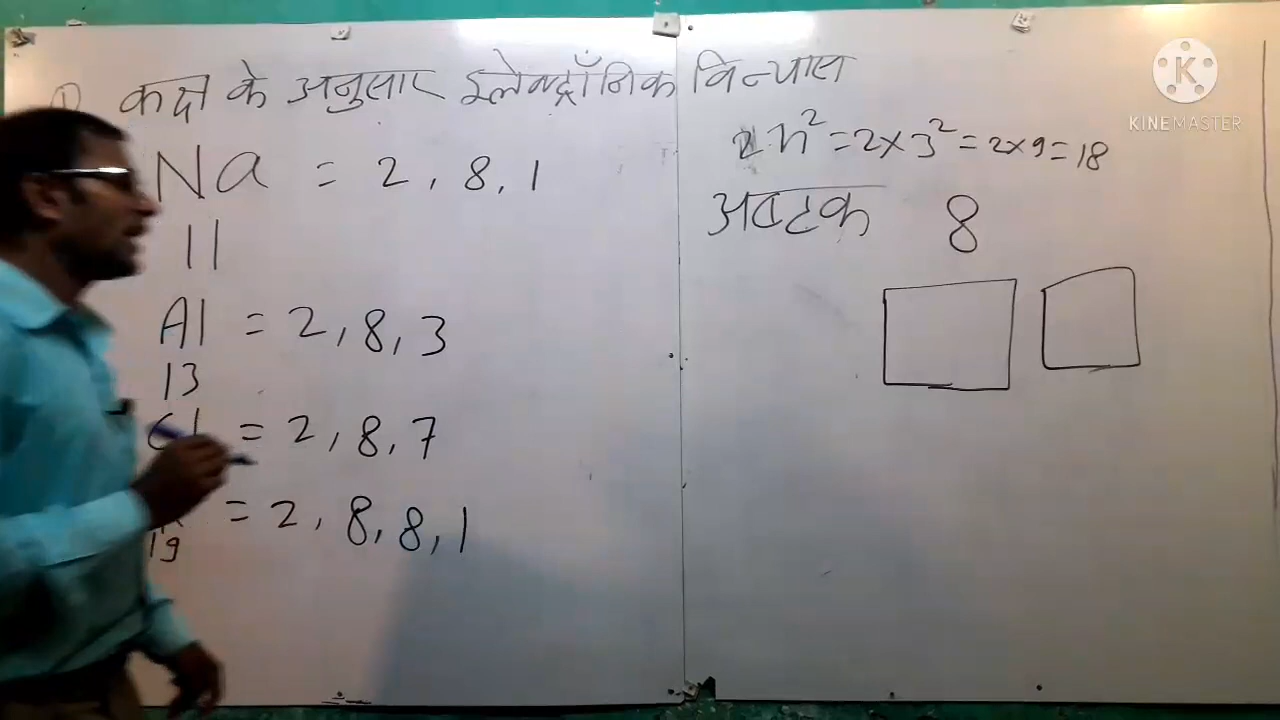 कक्ष के अनुसार इलेक्ट्रॉनिक विन्यास
Na = 2, 8, 1
11
Al = 2, 8, 3
13
Cl = 2, 8, 7
= 2, 8, 8, 1
19
2n² = 2×3² = 2×9 = 18
अष्टक 8
K
KINEMASTER